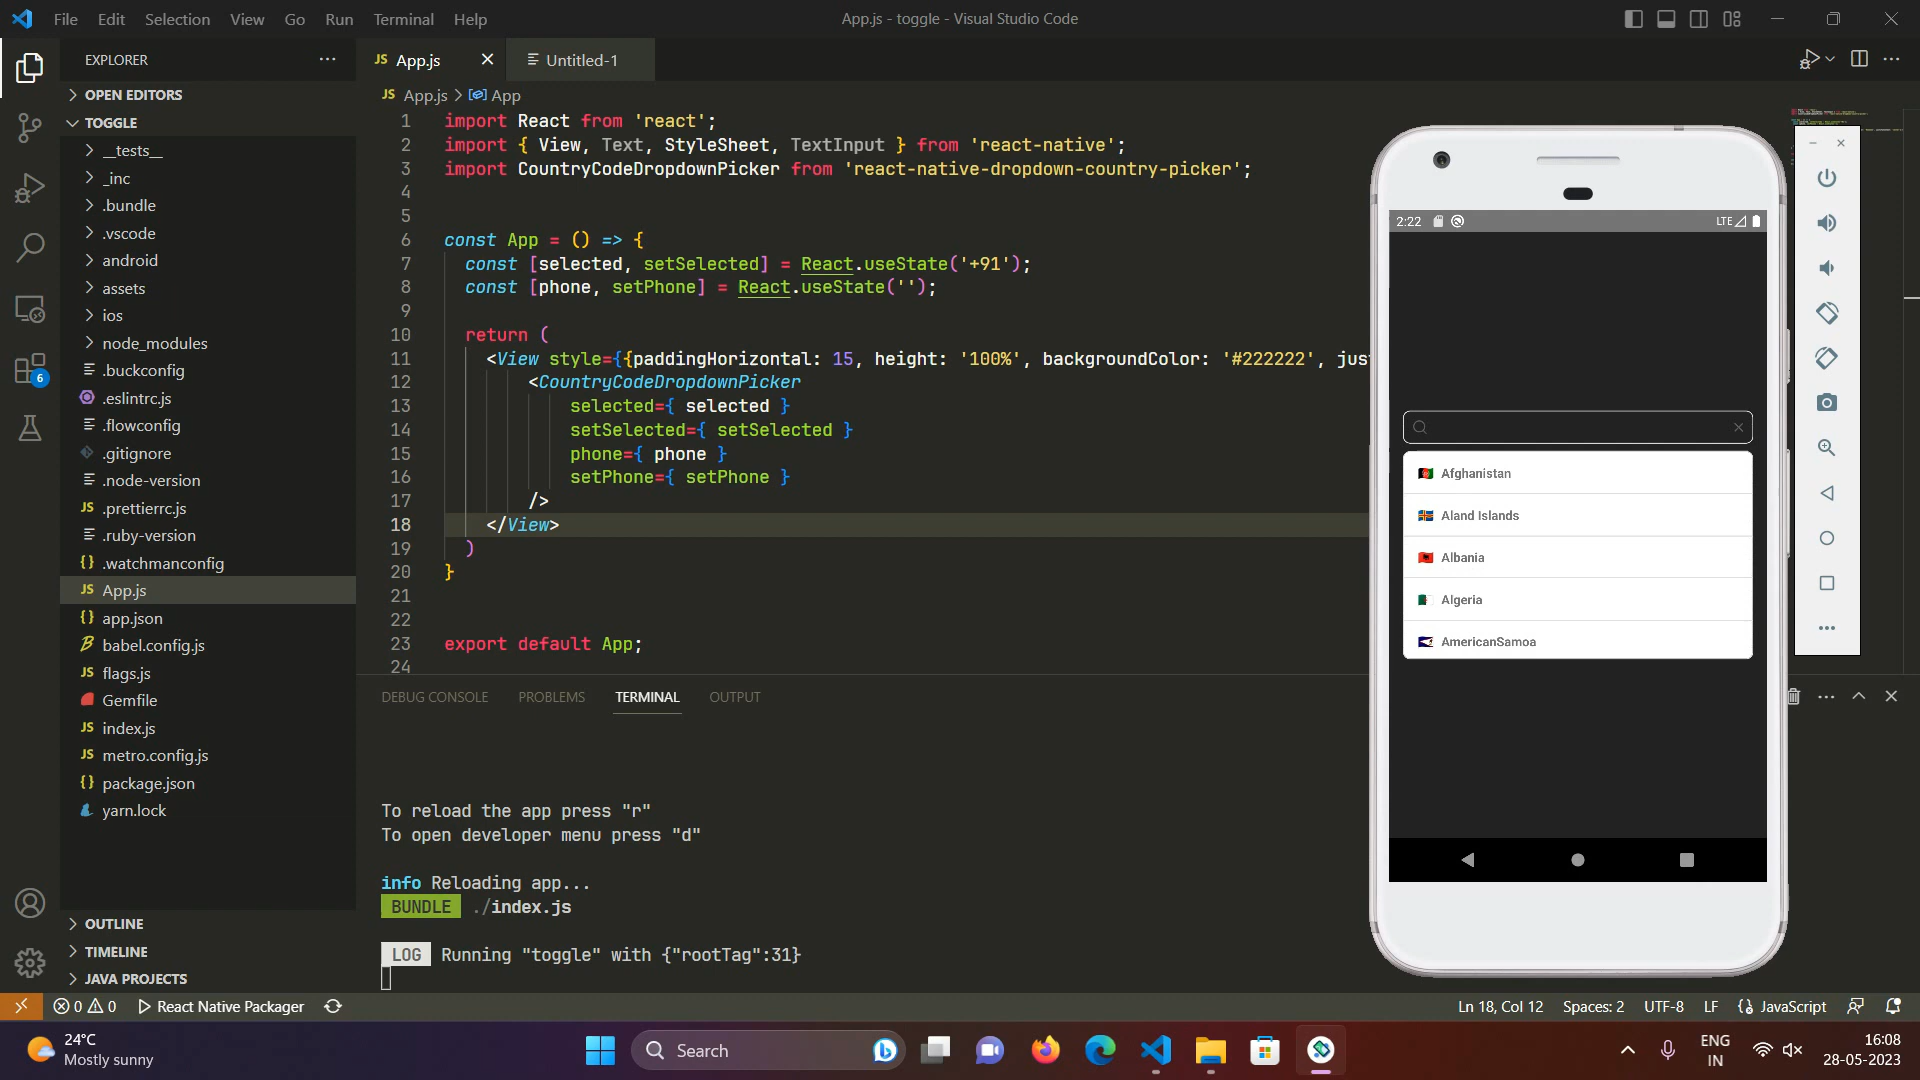 File Edit Selection View Go Run Terminal Help
App.js - toggle - Visual Studio Code
EXPLORER
OPEN EDITORS
TOGGLE
__tests__
_inc
.bundle
.vscode
android
assets
ios
node_modules
.buckconfig
.eslintrc.js
.flowconfig
.gitignore
.node-version
.prettierrc.js
.ruby-version
.watchmanconfig
App.js
app.json
babel.config.js
flags.js
Gemfile
index.js
metro.config.js
package.json
yarn.lock
OUTLINE
TIMELINE
JAVA PROJECTS
6
JS App.js Untitled-1
JS App.js > App
1 import React from 'react';
2 import { View, Text, StyleSheet, TextInput } from 'react-native';
3 import CountryCodeDropdownPicker from 'react-native-dropdown-country-picker';
4
5
6 const App = () => {
7 const [selected, setSelected] = React.useState('+91');
8 const [phone, setPhone] = React.useState('');
9
10 return (
11 <View style={{paddingHorizontal: 15, height: '100%', backgroundColor: '#222222', jus
12 <CountryCodeDropdownPicker
13 selected={ selected }
14 setSelected={ setSelected }
15 phone={ phone }
16 setPhone={ setPhone }
17 />
18 </View>
19 )
20 }
21
22
23 export default App;
24
DEBUG CONSOLE PROBLEMS TERMINAL OUTPUT
To reload the app press "r"
To open developer menu press "d"
info Reloading app...
BUNDLE ./index.js
LOG Running "toggle" with {"rootTag":31}
2:22 LTE
Afghanistan
Aland Islands
Albania
Algeria
AmericanSamoa
0 0 React Native Packager
Ln 18, Col 12 Spaces: 2 UTF-8 LF {} JavaScript
24°C
Mostly sunny
Search
ENG
IN
16:08
28-05-2023